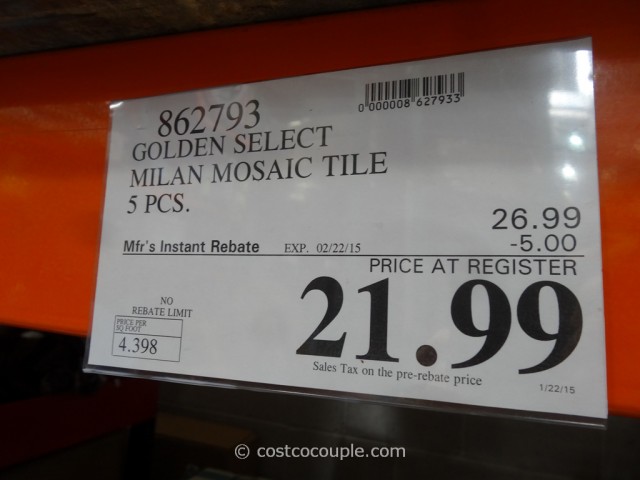 862793
0 000008 627933
GOLDEN SELECT
MILAN MOSAIC TILE
5 PCS.
26.99
-5.00
Mfr's Instant Rebate EXP. 02/22/15
PRICE AT REGISTER
21.99
NO
REBATE LIMIT
PRICE PER
SQ FOOT
4.398
Sales Tax on the pre-rebate price
1/22/15
© costcocouple.com